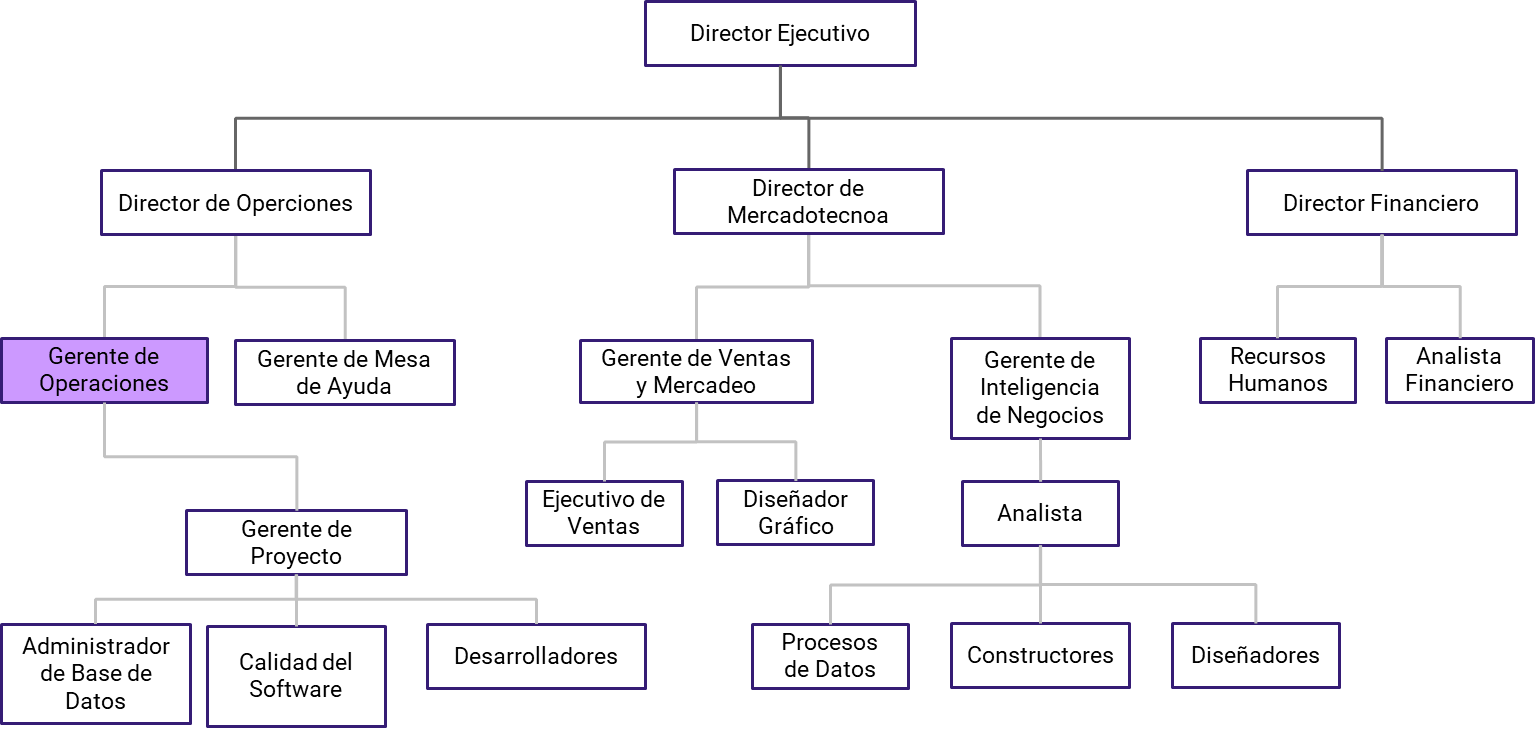 Director Ejecutivo
Director de Operciones
Director de
Mercadotecnoa
Director Financiero
Gerente de
Operaciones
Gerente de Mesa
de Ayuda
Gerente de Ventas
y Mercadeo
Gerente de
Inteligencia
de Negocios
Recursos
Humanos
Analista
Financiero
Ejecutivo de
Ventas
Diseñador
Gráfico
Analista
Gerente de
Proyecto
Administrador
de Base de
Datos
Calidad del
Software
Desarrolladores
Procesos
de Datos
Constructores
Diseñadores